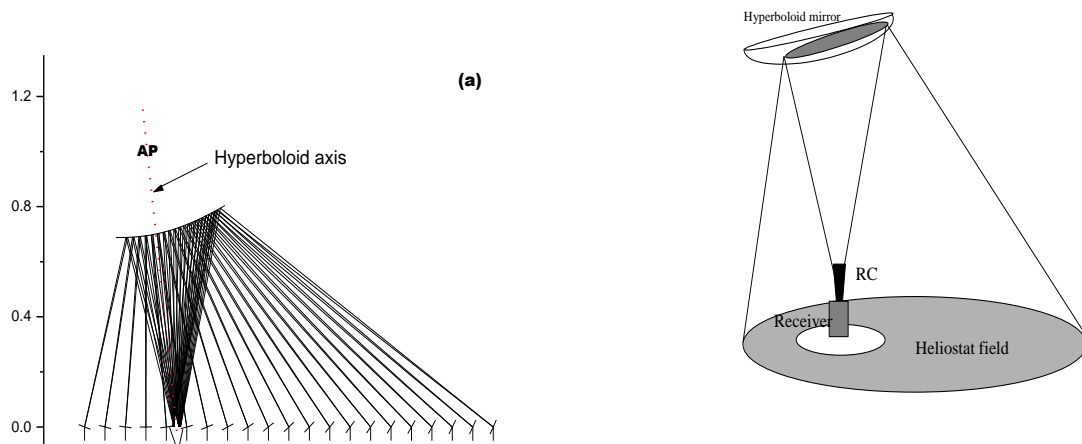 (a)
1.2
AP
Hyperboloid axis
0.8
0.4
0.0
Hyperboloid mirror
RC
Receiver
Heliostat field